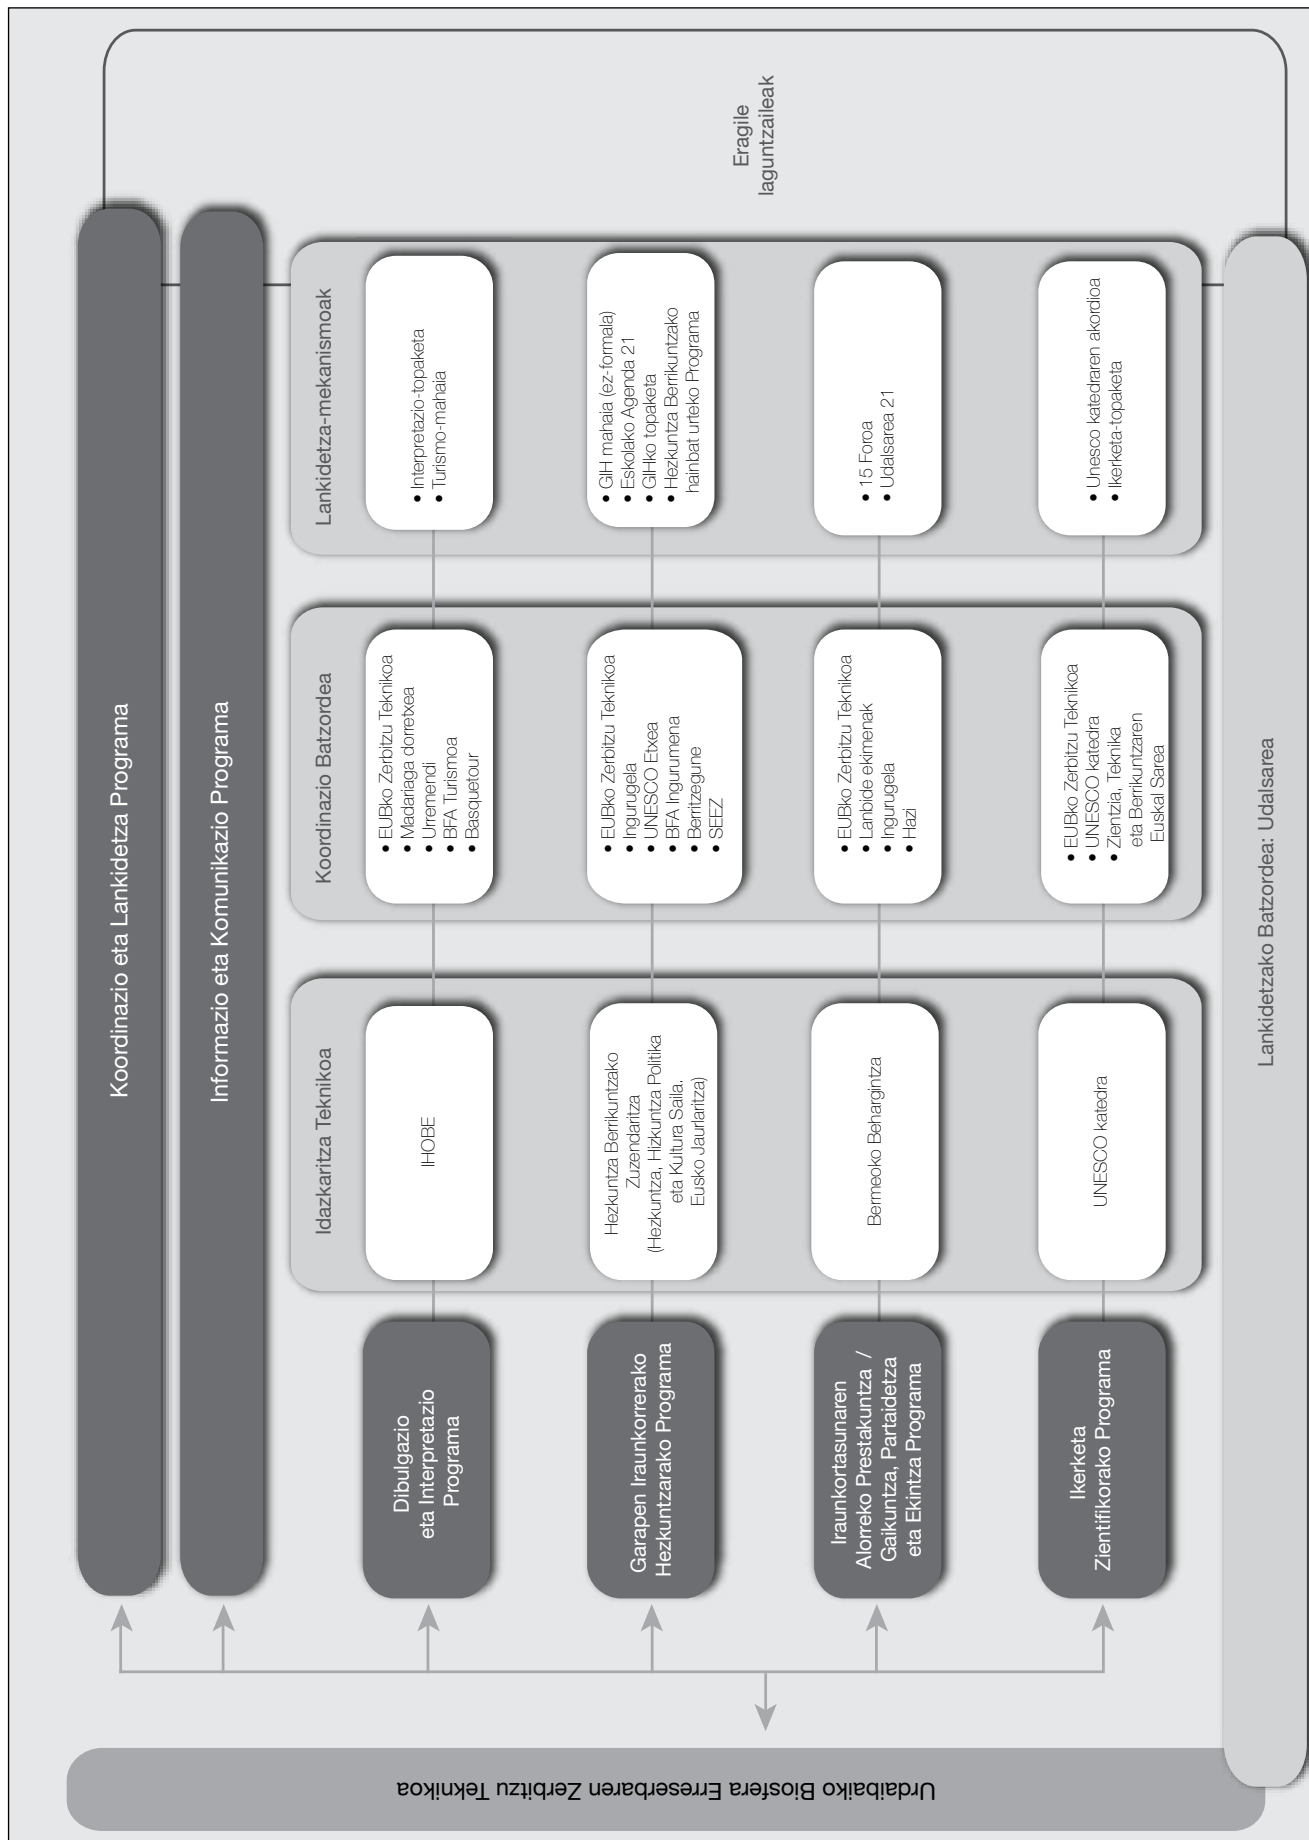 Urdaibaiko Biosfera Erreserbaren Zerbitzu Teknikoa
Koordinazio eta Lankidetza Programa
Informazio eta Komunikazio Programa
Idazkaritza Teknikoa
Koordinazio Batzordea
Lankidetza-mekanismoak
Dibulgazio
eta Interpretazio
Programa
IHOBE
• EUBko Zerbitzu Teknikoa
• Madariaga dorretxea
• Urremendi
• BFA Turismoa
• Basquetour
• Interpretazio-topaketa
• Turismo-mahaia
Garapen Iraunkorrerako
Hezkuntzarako Programa
Hezkuntza Berrikuntzako
Zuzendaritza
(Hezkuntza, Hizkuntza Politika
eta Kultura Saila.
Eusko Jaurlaritza)
• EUBko Zerbitzu Teknikoa
• Ingurugela
• UNESCO Etxea
• BFA Ingurumena
• Berritzegune
• SEEZ
• GIH mahaia (ez-formala)
• Eskolako Agenda 21
• GIHko topaketa
• Hezkuntza Berrikuntzako
hainbat urteko Programa
Iraunkortasunaren
Alorreko Prestakuntza /
Gaikuntza, Partaidetza
eta Ekintza Programa
Bermeoko Behargintza
• EUBko Zerbitzu Teknikoa
• Lanbide ekimenak
• Ingurugela
• Hazi
• 15 Foroa
• Udalsarea 21
Ikerketa
Zientifikorako Programa
UNESCO katedra
• EUBko Zerbitzu Teknikoa
• UNESCO katedra
• Zientzia, Teknika
eta Berrikuntzaren
Euskal Sarea
• Unesco katedraren akordioa
• Ikerketa-topaketa
Eragile
laguntzaileak
Lankidetzako Batzordea: Udalsarea